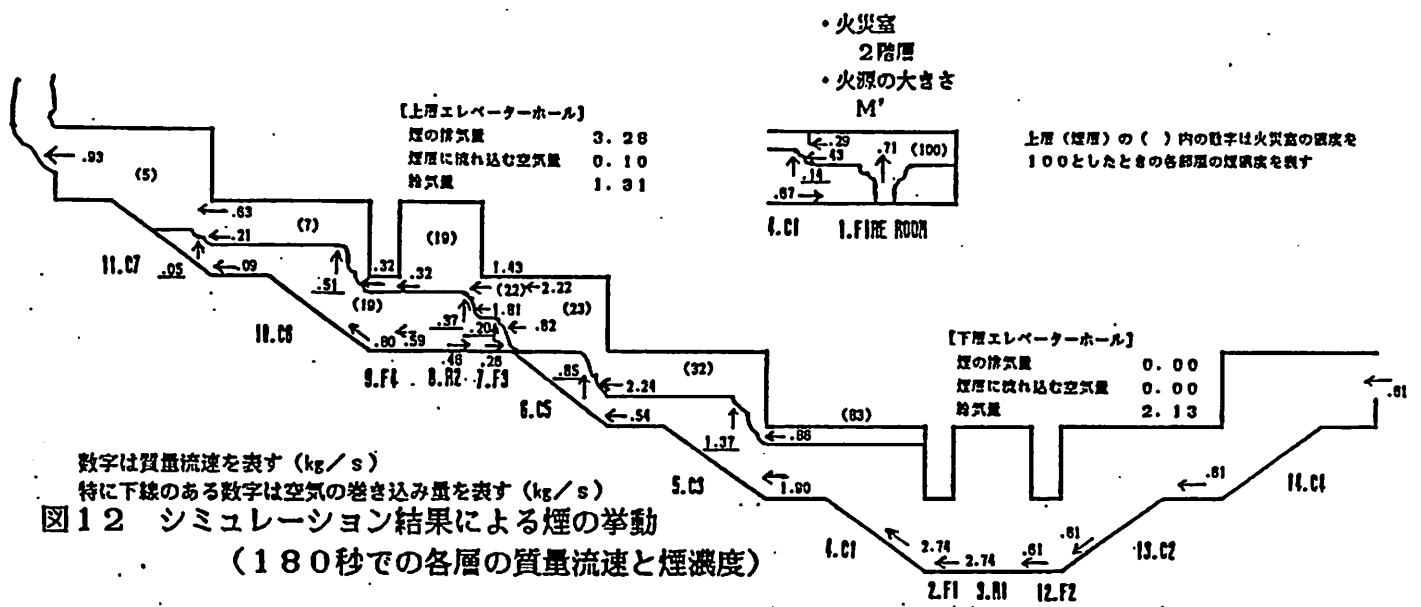 ・火災室
2階層
・火源の大きさ
M'
【上層エレベーターホール】
煙の排気量 3.28
煙層に流れ込む空気量 0.10
給気量 1.31
.29
.43
.71
(100)
.14
.67
4.C1
1.FIRE ROOM
上層(煙層)の( )内の数字は火災室の濃度を
100としたときの各部層の煙濃度を表す
.93
(5)
.63
(7)
.21
.05
.09
11.C7
.51
.32
.32
(19)
(19)
1.43
(22)
2.22
(23)
1.81
.37
.20
.82
.80
.59
.48
.28
10.C6
9.F4
8.R2
7.F3
6.C5
.85
2.24
.54
(32)
1.37
(83)
.88
1.90
5.C3
【下層エレベーターホール】
煙の排気量 0.00
煙層に流れ込む空気量 0.00
給気量 2.13
.61
.61
.61
.61
14.C4
13.C2
4.C1
2.74
2.74
2.F1
3.R1
12.F2
数字は質量流速を表す(kg/s)
特に下線のある数字は空気の巻き込み量を表す(kg/s)
図12 シミュレーション結果による煙の挙動
(180秒での各層の質量流速と煙濃度)